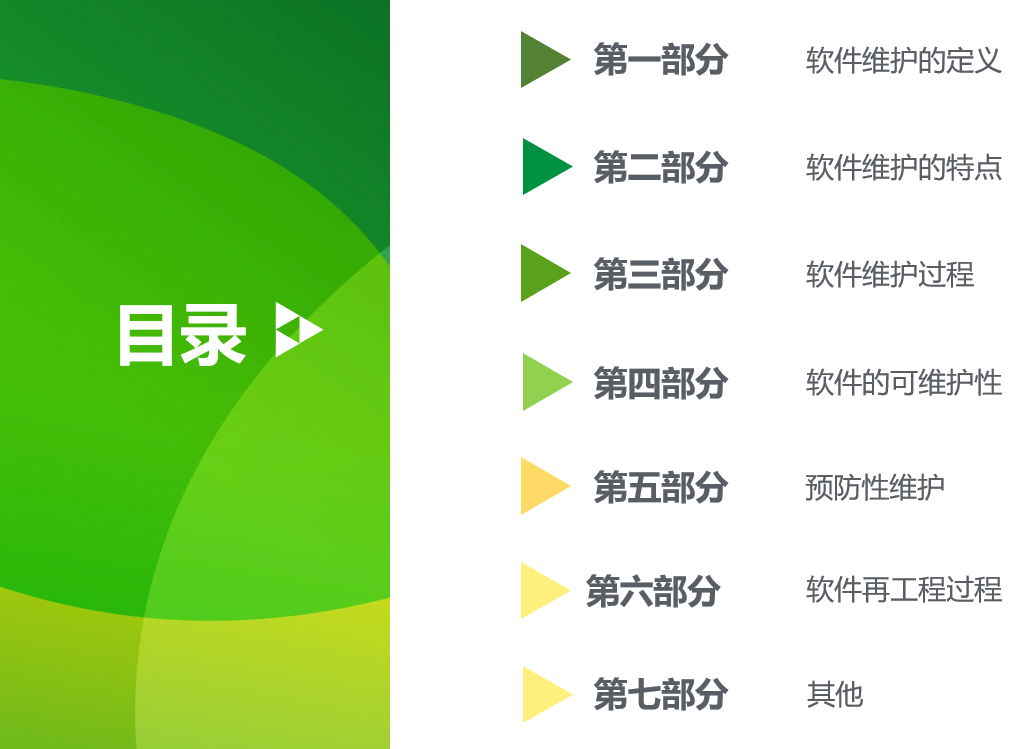 目录
第一部分 软件维护的定义
第二部分 软件维护的特点
第三部分 软件维护过程
第四部分 软件的可维护性
第五部分 预防性维护
第六部分 软件再工程过程
第七部分 其他